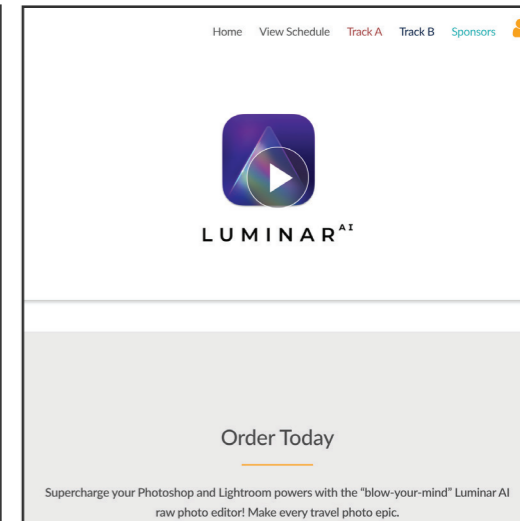 Home View Schedule Track A Track B Sponsors
LUMINAR AI
Order Today
Supercharge your Photoshop and Lightroom powers with the “blow-your-mind” Luminar AI
raw photo editor! Make every travel photo epic.